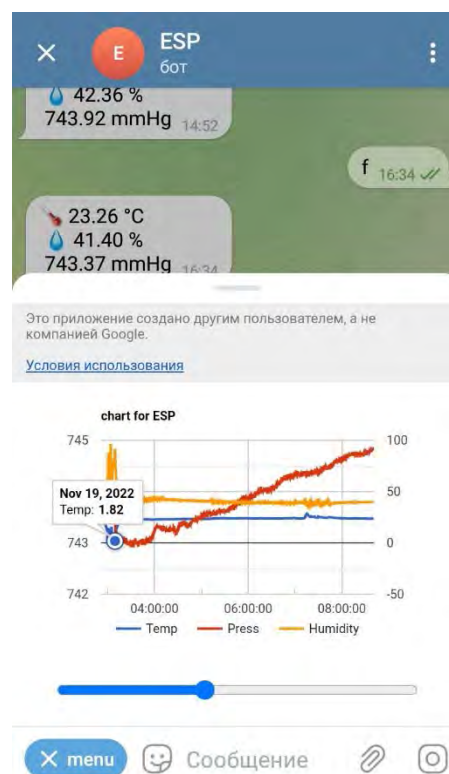 ESP
E
бот
42.36 %
743.92 mmHg 14:52
f 16:34
23.26 °C
41.40 %
743.37 mmHg 16:34
Это приложение создано другим пользователем, а не
компанией Google.
Условия использования
chart for ESP
745
100
50
Nov 19, 2022
Temp: 1.82
743
0
742
-50
04:00:00 06:00:00 08:00:00
Temp Press Humidity
menu Сообщение